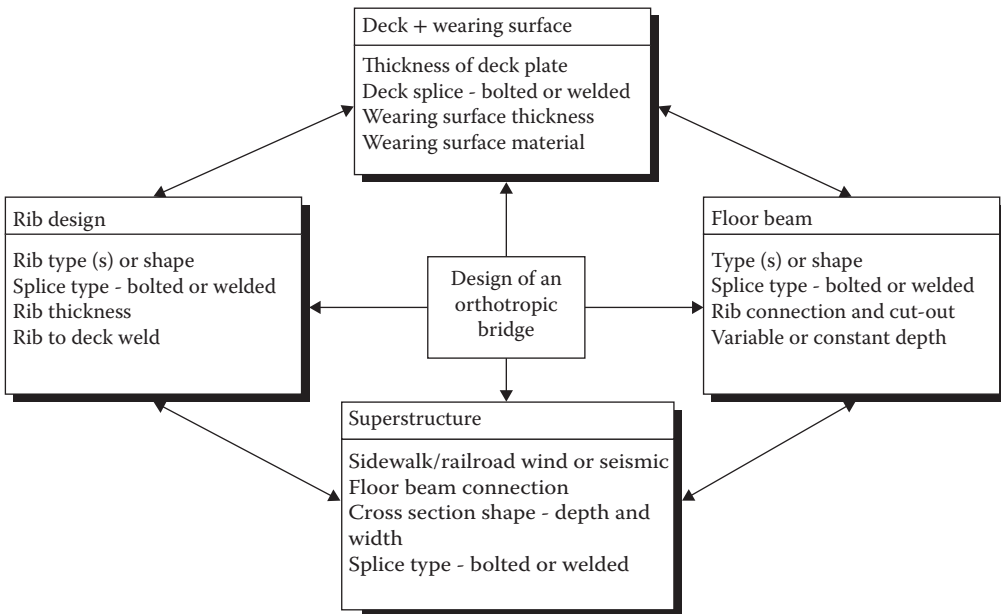 Deck + wearing surface
Thickness of deck plate
Deck splice - bolted or welded
Wearing surface thickness
Wearing surface material
Rib design
Rib type (s) or shape
Splice type - bolted or welded
Rib thickness
Rib to deck weld
Design of an
orthotropic
bridge
Floor beam
Type (s) or shape
Splice type - bolted or welded
Rib connection and cut-out
Variable or constant depth
Superstructure
Sidewalk/railroad wind or seismic
Floor beam connection
Cross section shape - depth and
width
Splice type - bolted or welded